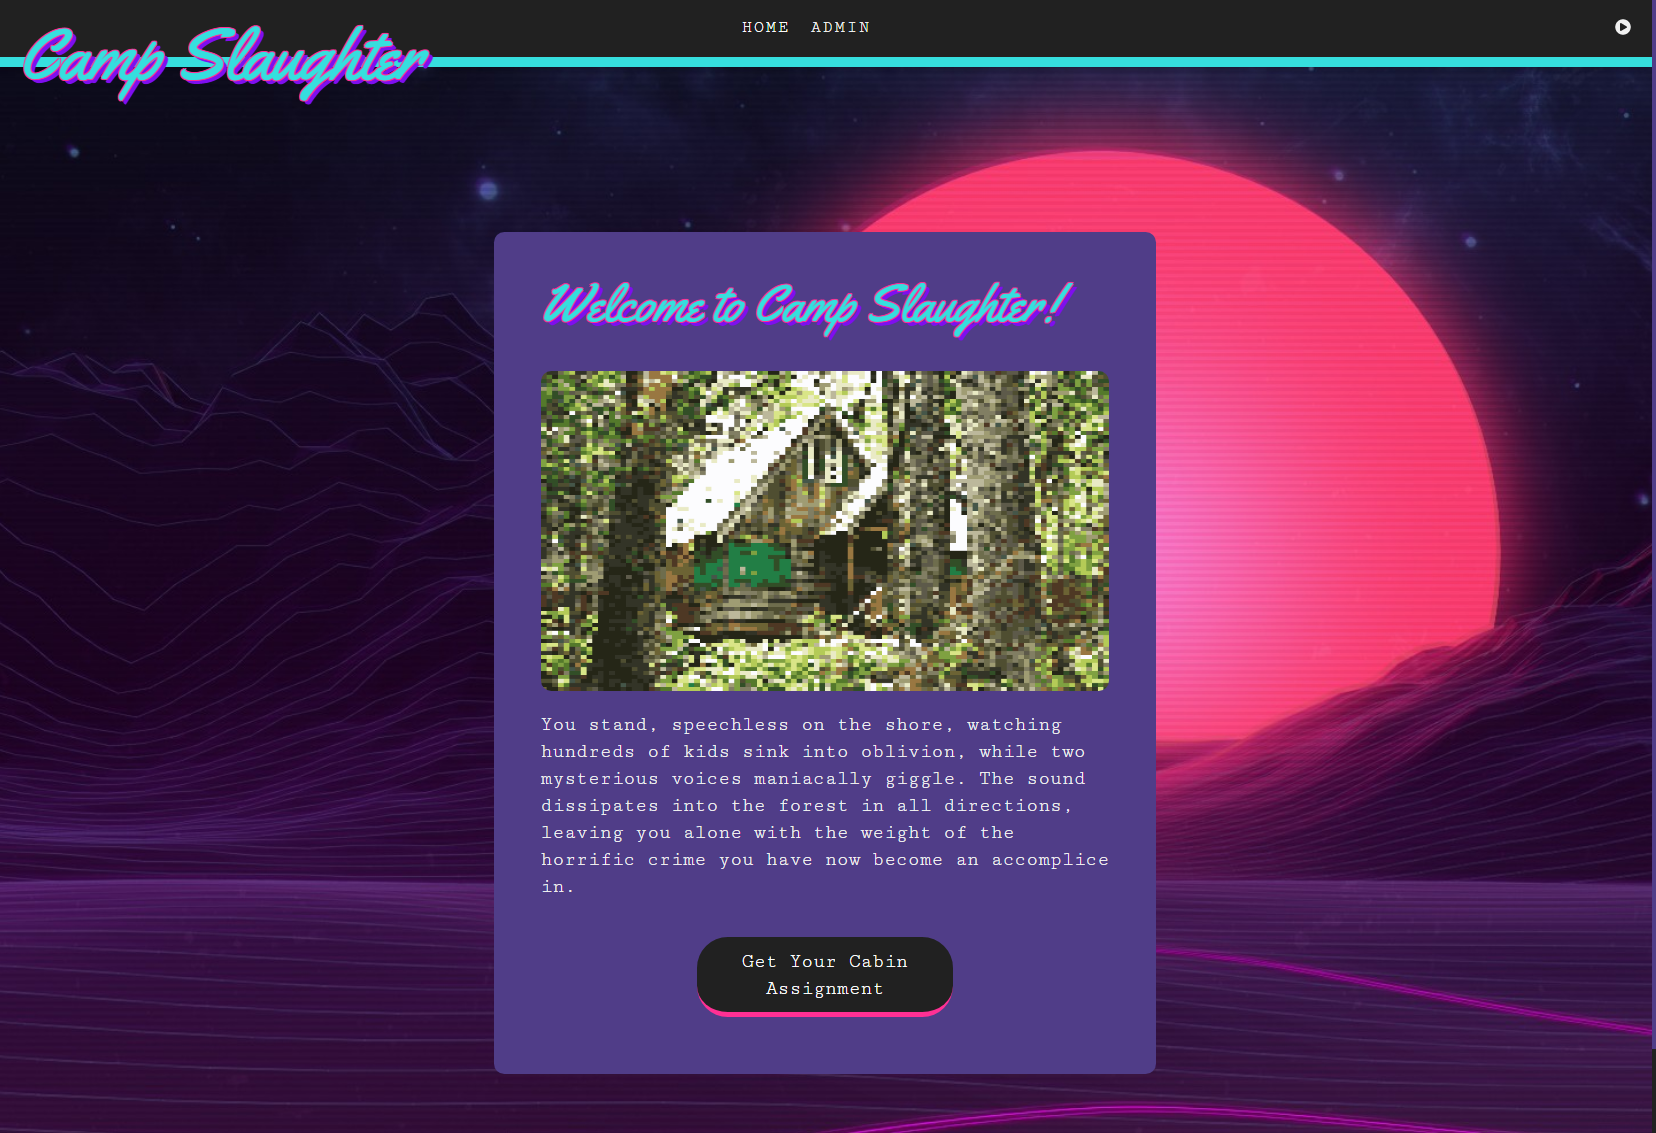 Camp Slaughter
HOME ADMIN
Welcome to Camp Slaughter!
You stand, speechless on the shore, watching
hundreds of kids sink into oblivion, while two
mysterious voices maniacally giggle. The sound
dissipates into the forest in all directions,
leaving you alone with the weight of the
horrific crime you have now become an accomplice
in.
Get Your Cabin
Assignment